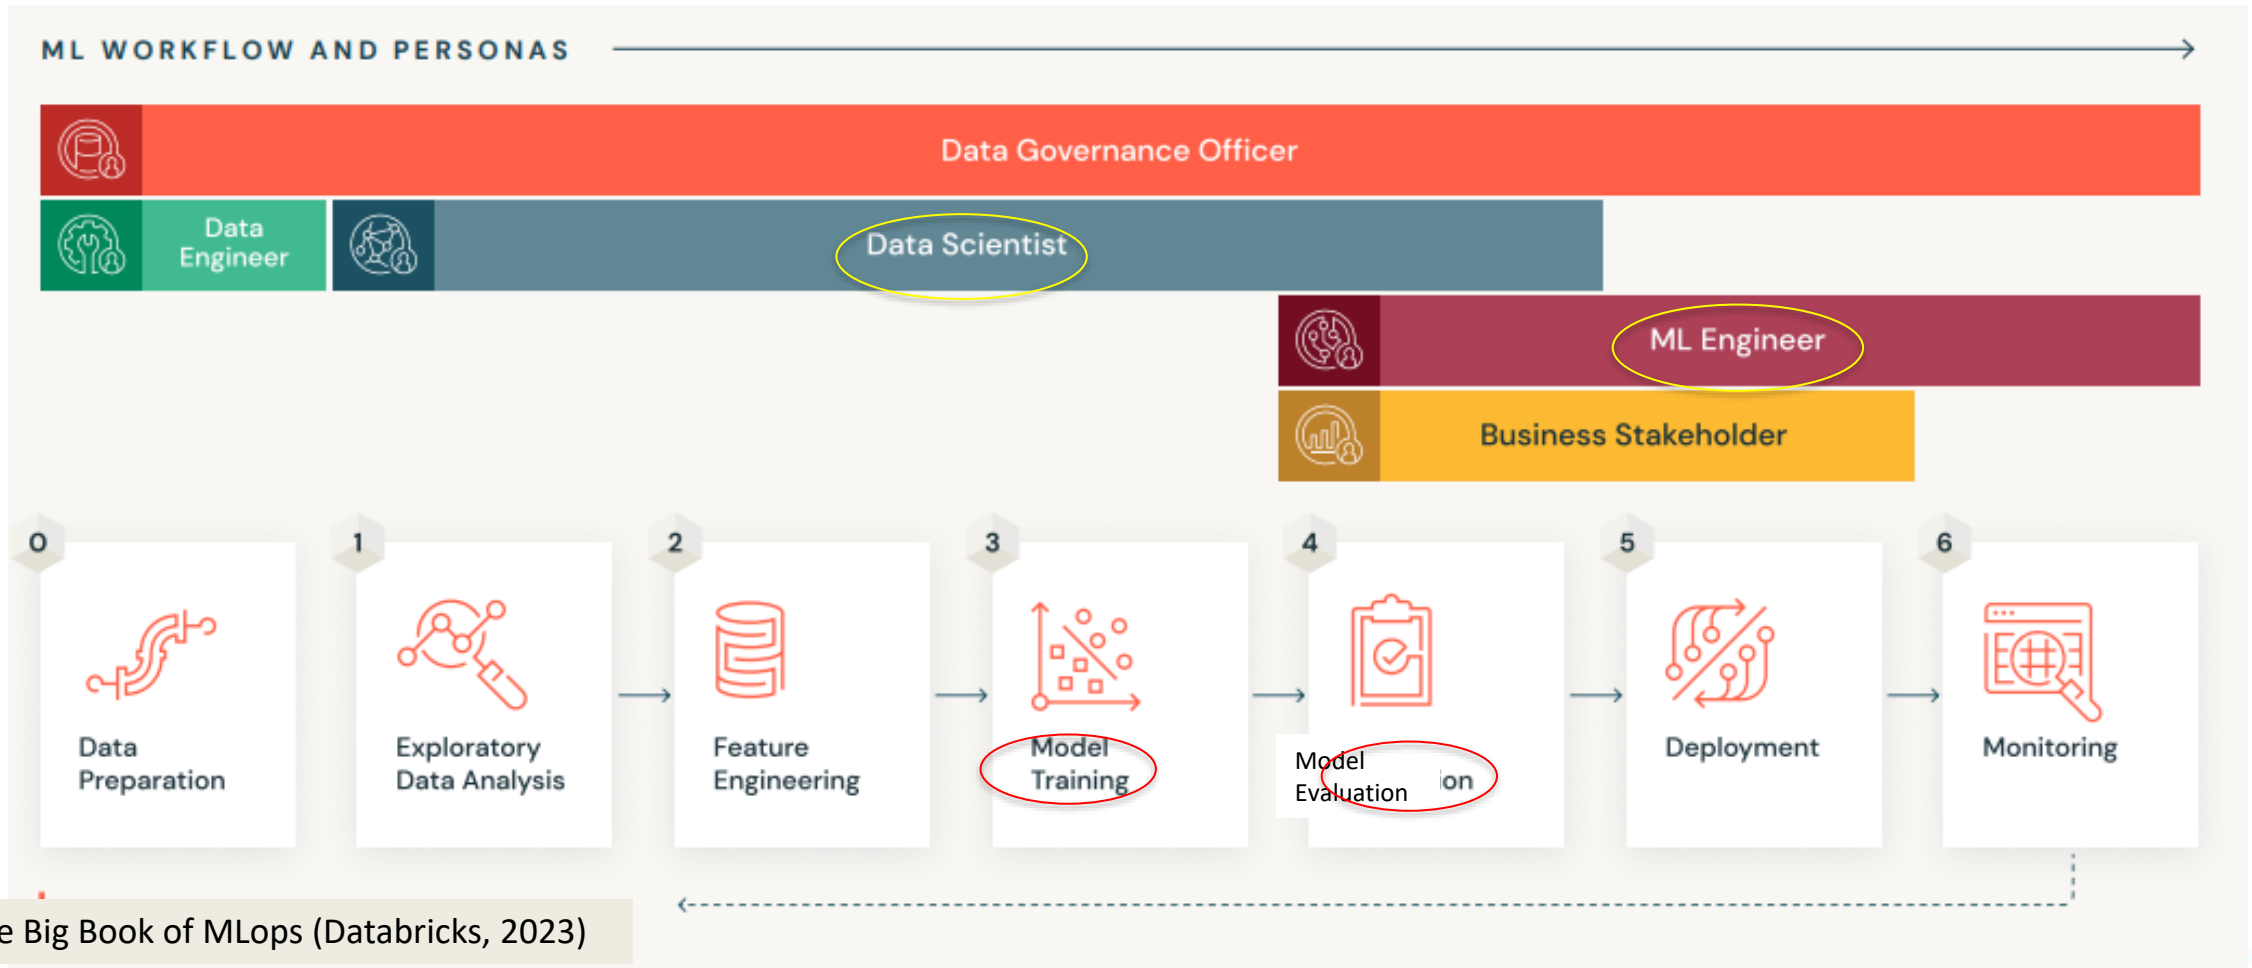 ML WORKFLOW AND PERSONAS
Data Governance Officer
Data
Engineer
Data Scientist
ML Engineer
Business Stakeholder
0
1
2
3
4
5
6
Data
Preparation
Exploratory
Data Analysis
Feature
Engineering
Model
Training
Model
Evaluation
ion
Deployment
Monitoring
e Big Book of MLops (Databricks, 2023)